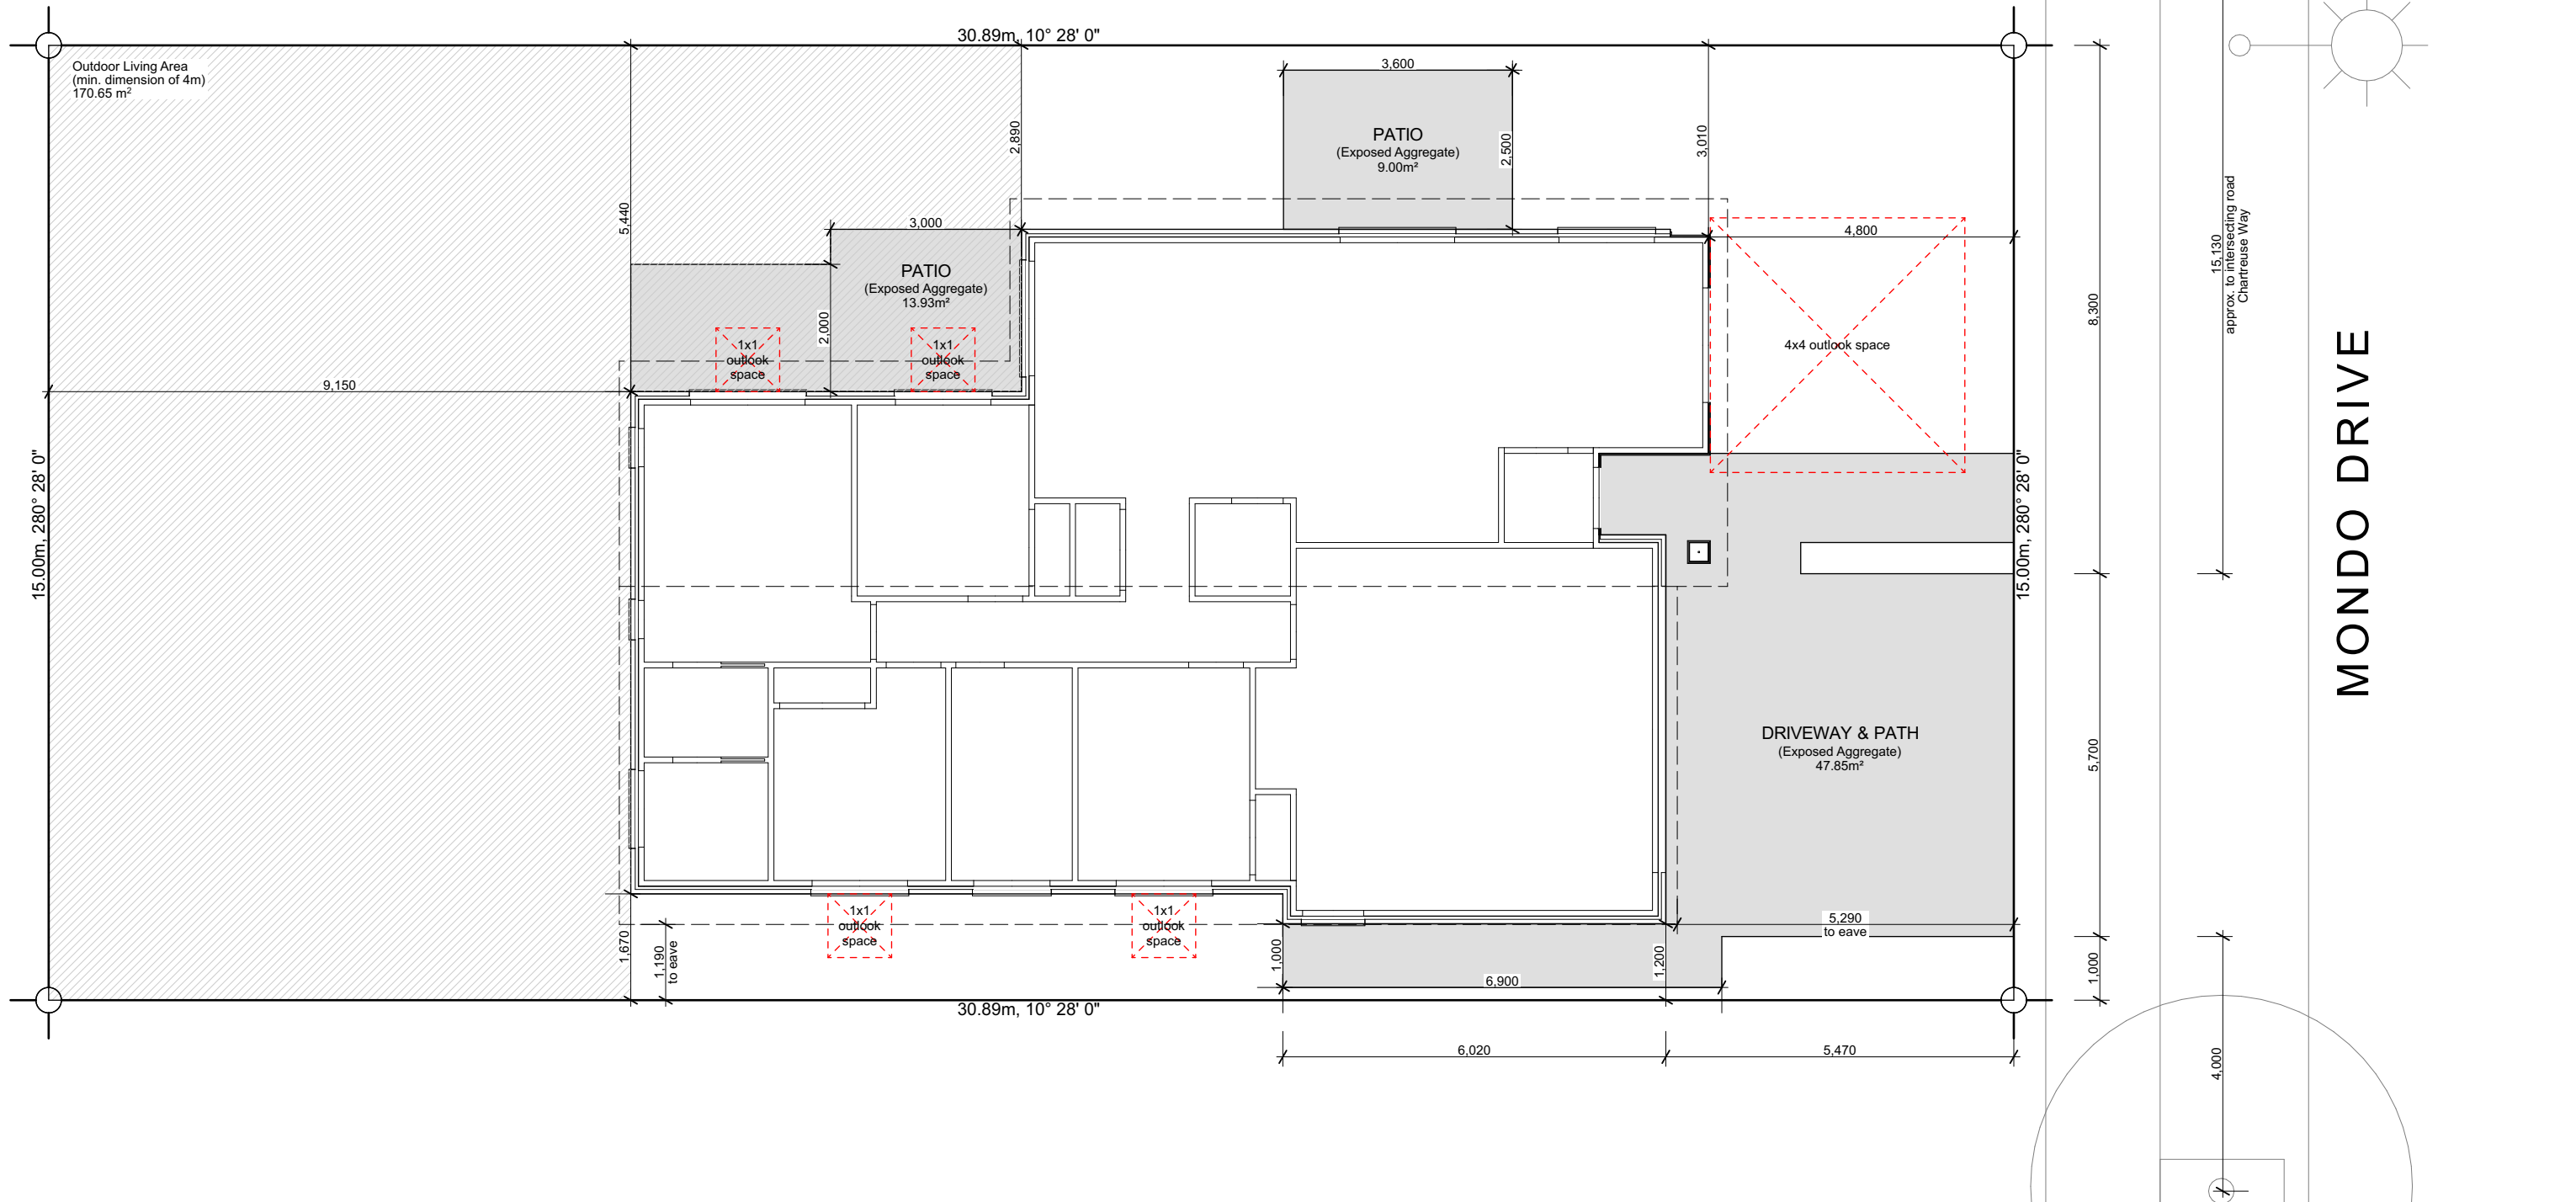 30.89m, 10° 28' 0"
Outdoor Living Area
(min. dimension of 4m)
170.65 m²
3,600
PATIO
(Exposed Aggregate)
9.00m²
2,500
2,890
3,010
5,440
3,000
PATIO
(Exposed Aggregate)
13.93m²
2,000
1x1
outlook
space
1x1
outlook
space
9,150
4,800
4x4 outlook space
8,300
15,130
approx. to intersecting road
Chartreuse Way
MONDO DRIVE
15.00m, 280° 28' 0"
15.00m, 280° 28' 0"
DRIVEWAY & PATH
(Exposed Aggregate)
47.85m²
5,700
1x1
outlook
space
1x1
outlook
space
5,290
to eave
1,670
1,190
to eave
1,000
1,200
1,000
6,900
30.89m, 10° 28' 0"
6,020
5,470
4,000